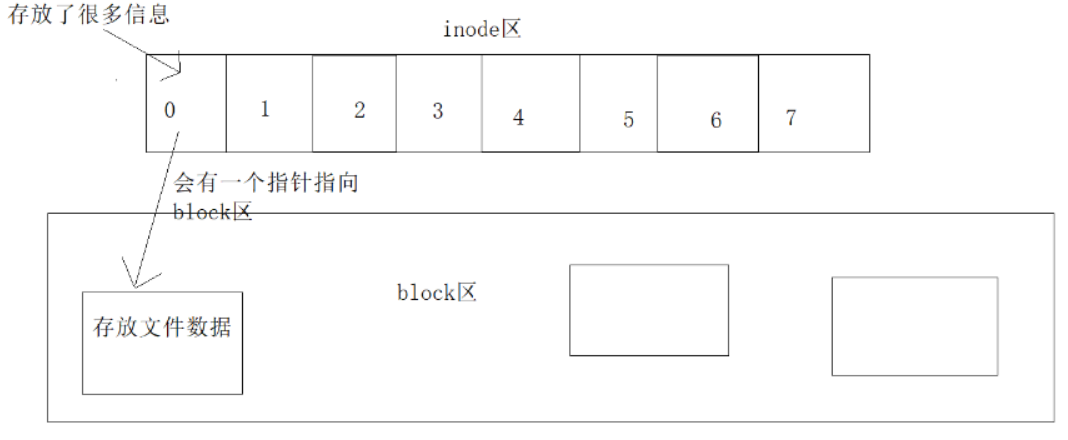 存放了很多信息
inode区
0 1 2 3 4 5 6 7
会有一个指针指向
block区
block区
存放文件数据